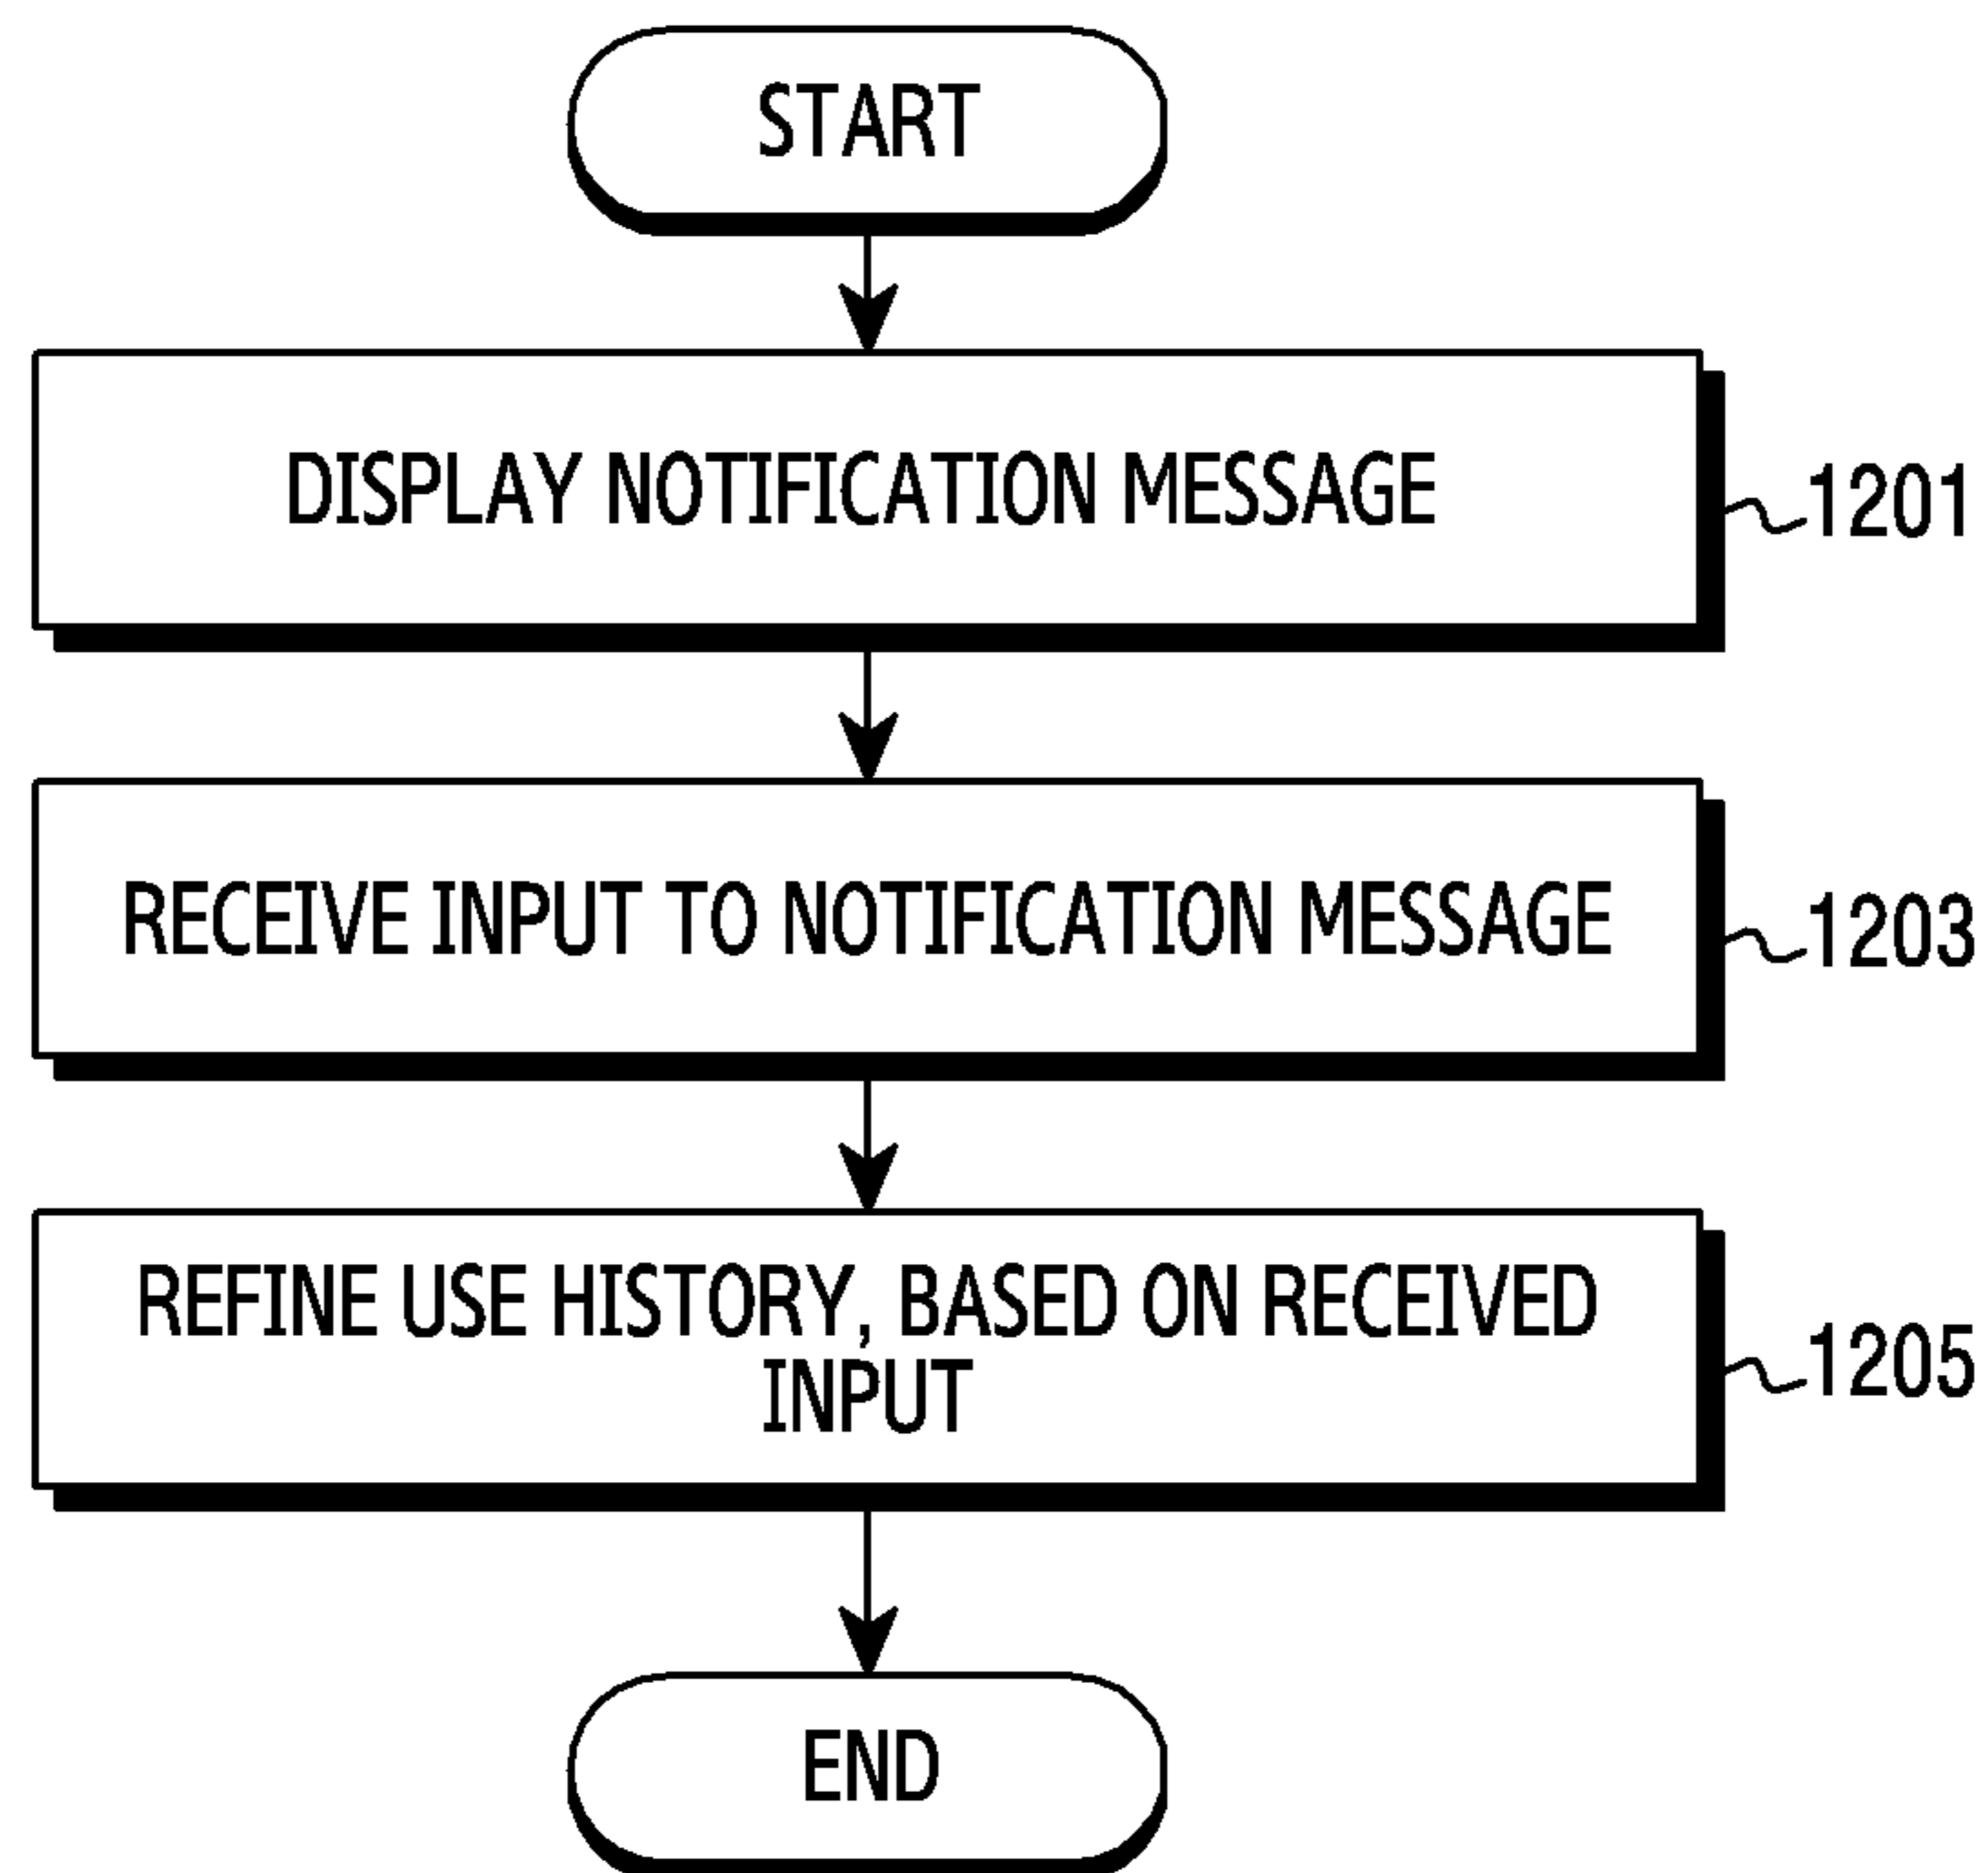 START
DISPLAY NOTIFICATION MESSAGE
1201
RECEIVE INPUT TO NOTIFICATION MESSAGE
1203
REFINE USE HISTORY, BASED ON RECEIVED
INPUT
1205
END